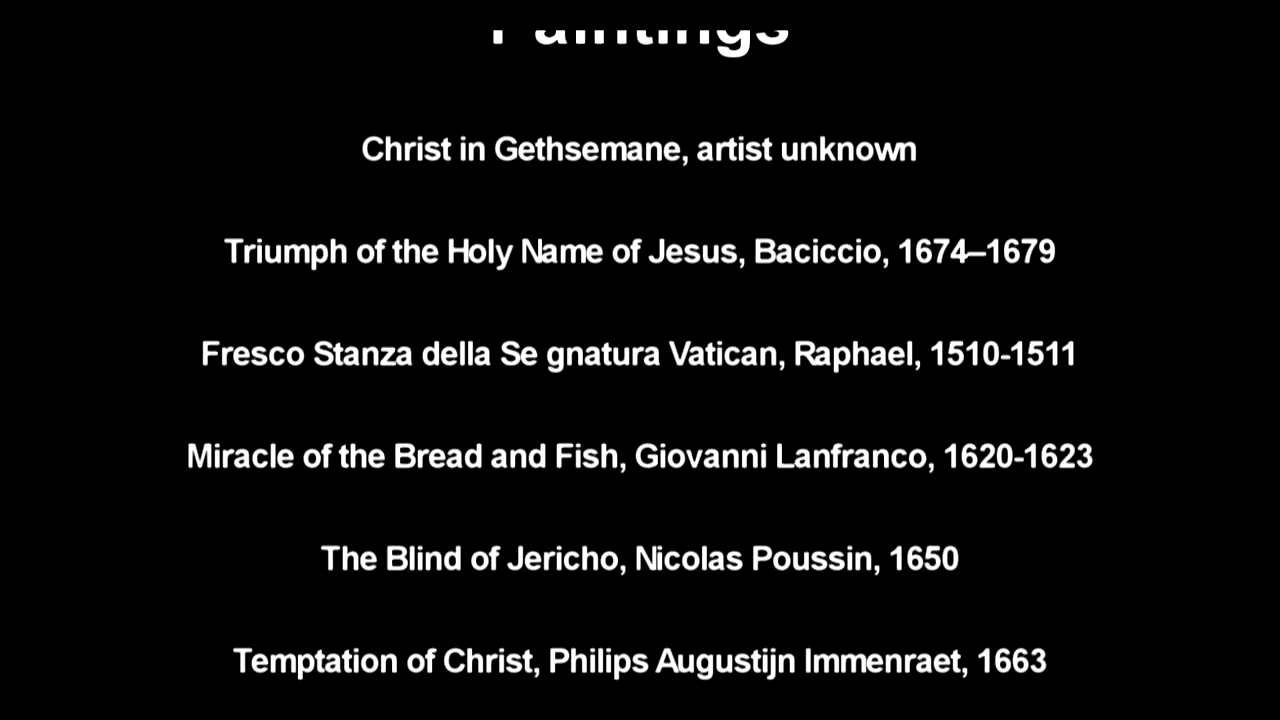 Paintings
Christ in Gethsemane, artist unknown
Triumph of the Holy Name of Jesus, Baciccio, 1674–1679
Fresco Stanza della Se gnatura Vatican, Raphael, 1510-1511
Miracle of the Bread and Fish, Giovanni Lanfranco, 1620-1623
The Blind of Jericho, Nicolas Poussin, 1650
Temptation of Christ, Philips Augustijn Immenraet, 1663